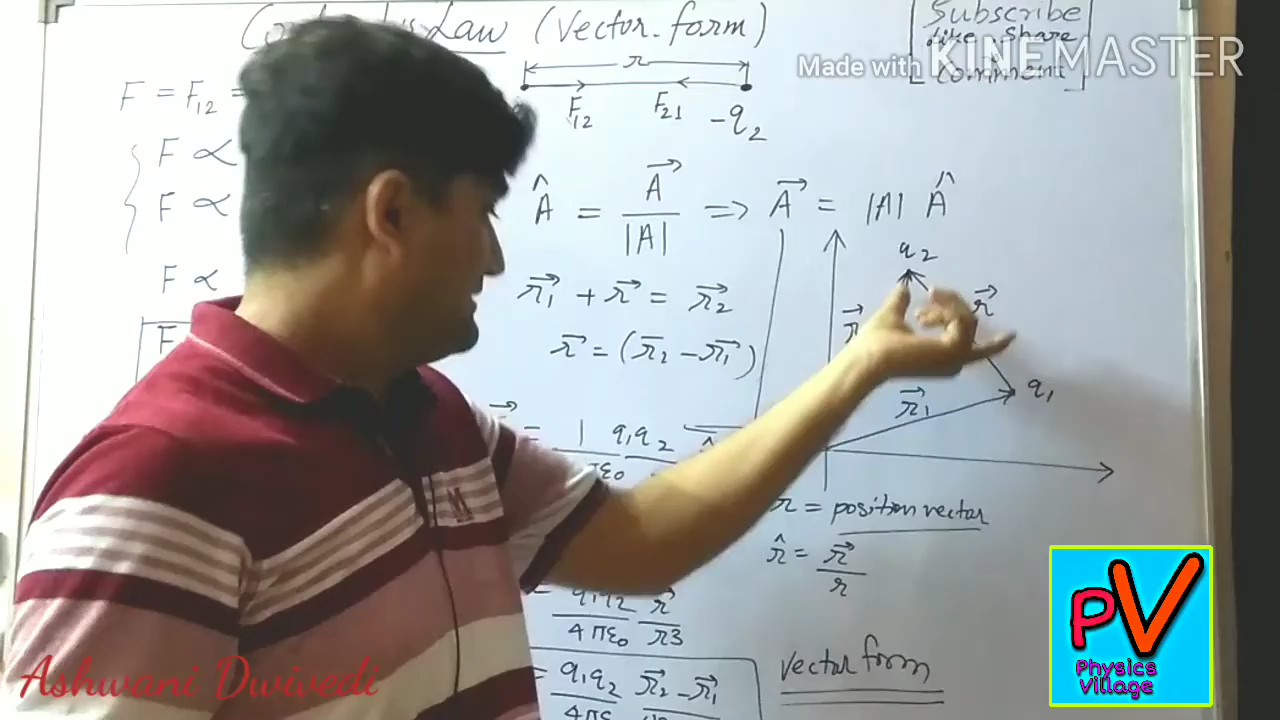 Law (Vector form)
Subscribe
Like, Share
Comment
Made with KINEMASTER
r
F = F₁₂ =
F₁₂ F₂₁ -q₂
F ∝
F ∝
F ∝
F
Â = A⃗ / |A| ⇒ A⃗ = |A| Â
r⃗₁ + r⃗ = r⃗₂
r⃗ = (r̄₂ - r⃗₁)
q₂
r⃗
r⃗₁
q₁
= 1 q₁q₂
r = position vector
r̂ = r⃗ / r
= q₁q₂ / 4πε₀ r⃗ / r3
= q₁q₂ / 4πε r⃗₂ - r⃗₁
Vector form
PV
Physics
Village
Ashwani Dwivedi